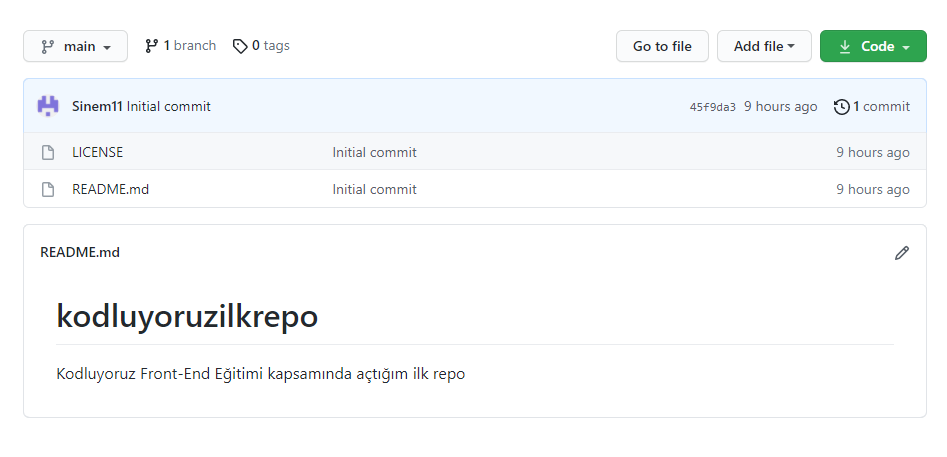 main 1 branch 0 tags Go to file Add file Code
Sinem11 Initial commit 45f9da3 9 hours ago 1 commit
LICENSE Initial commit 9 hours ago
README.md Initial commit 9 hours ago
README.md
kodluyoruzilkrepo
Kodluyoruz Front-End Eğitimi kapsamında açtığım ilk repo